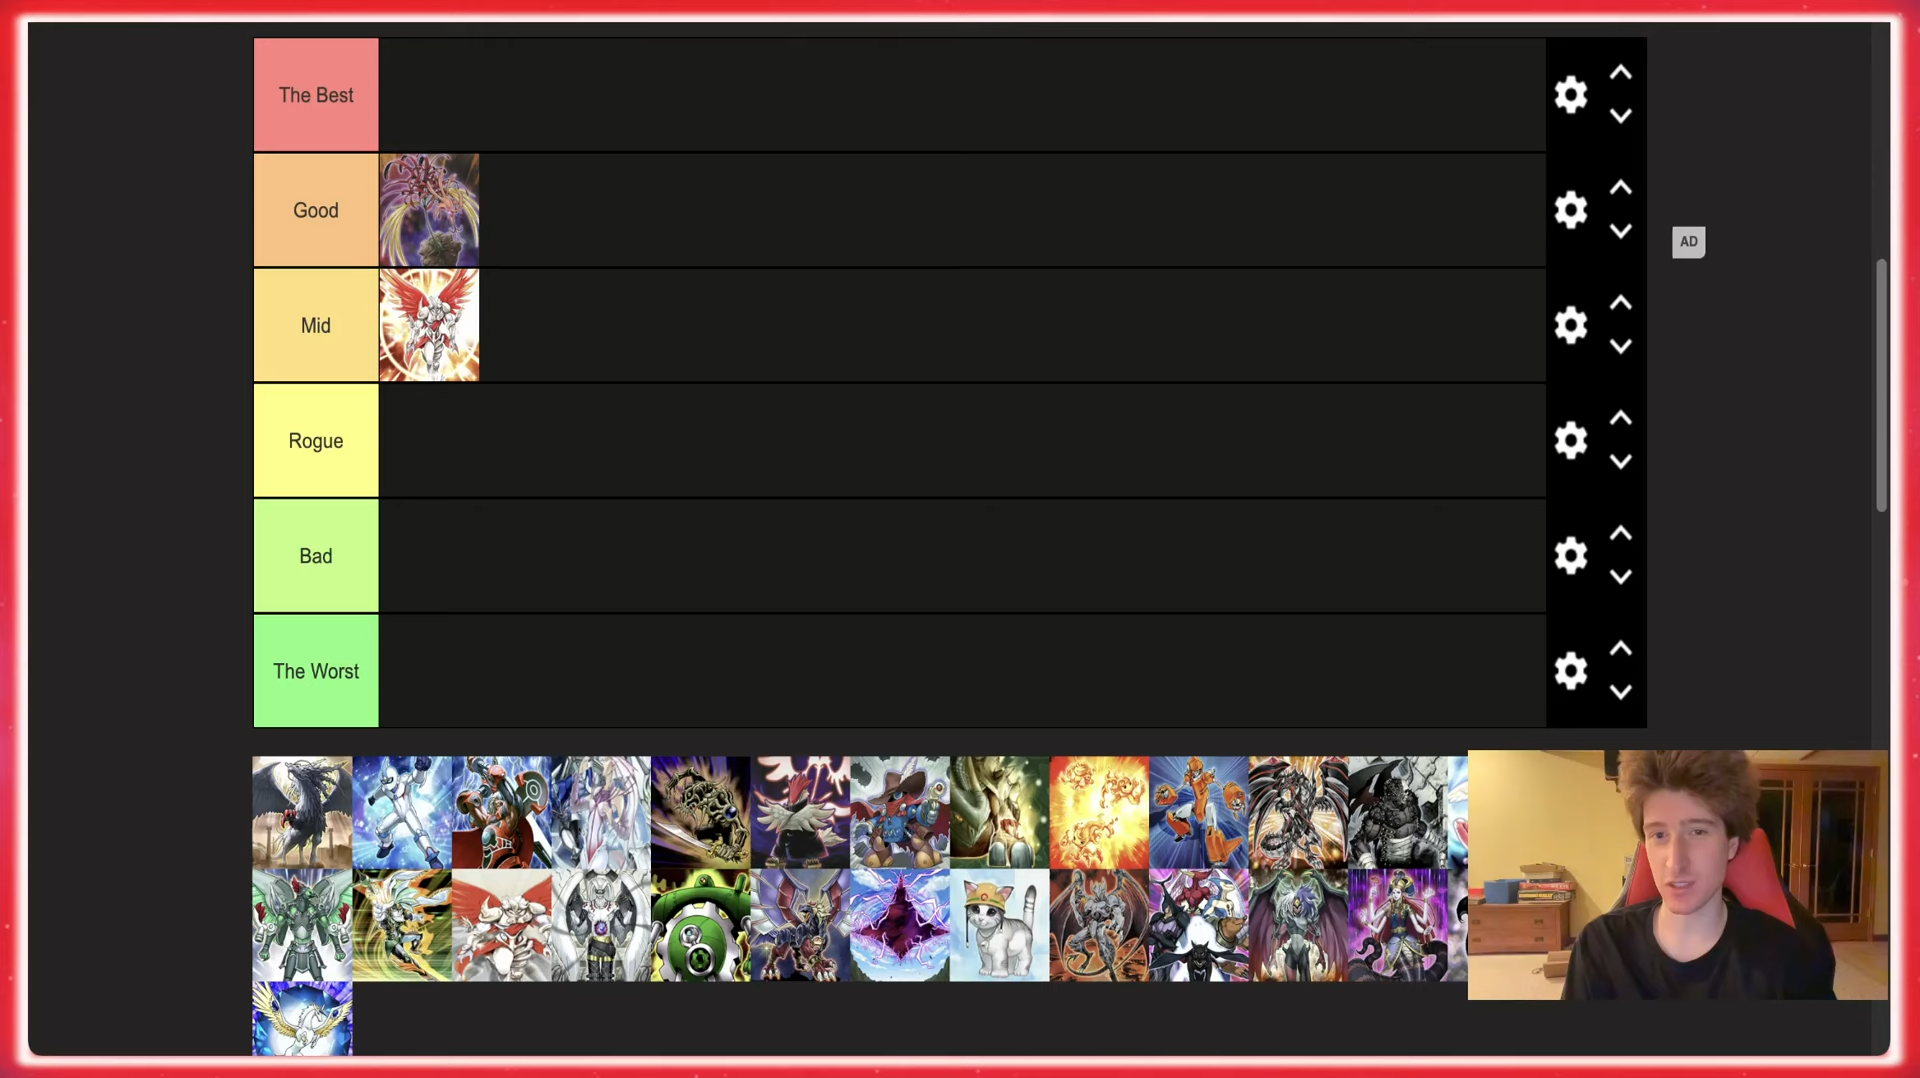 The Best
Good
AD
Mid
Rogue
Bad
The Worst